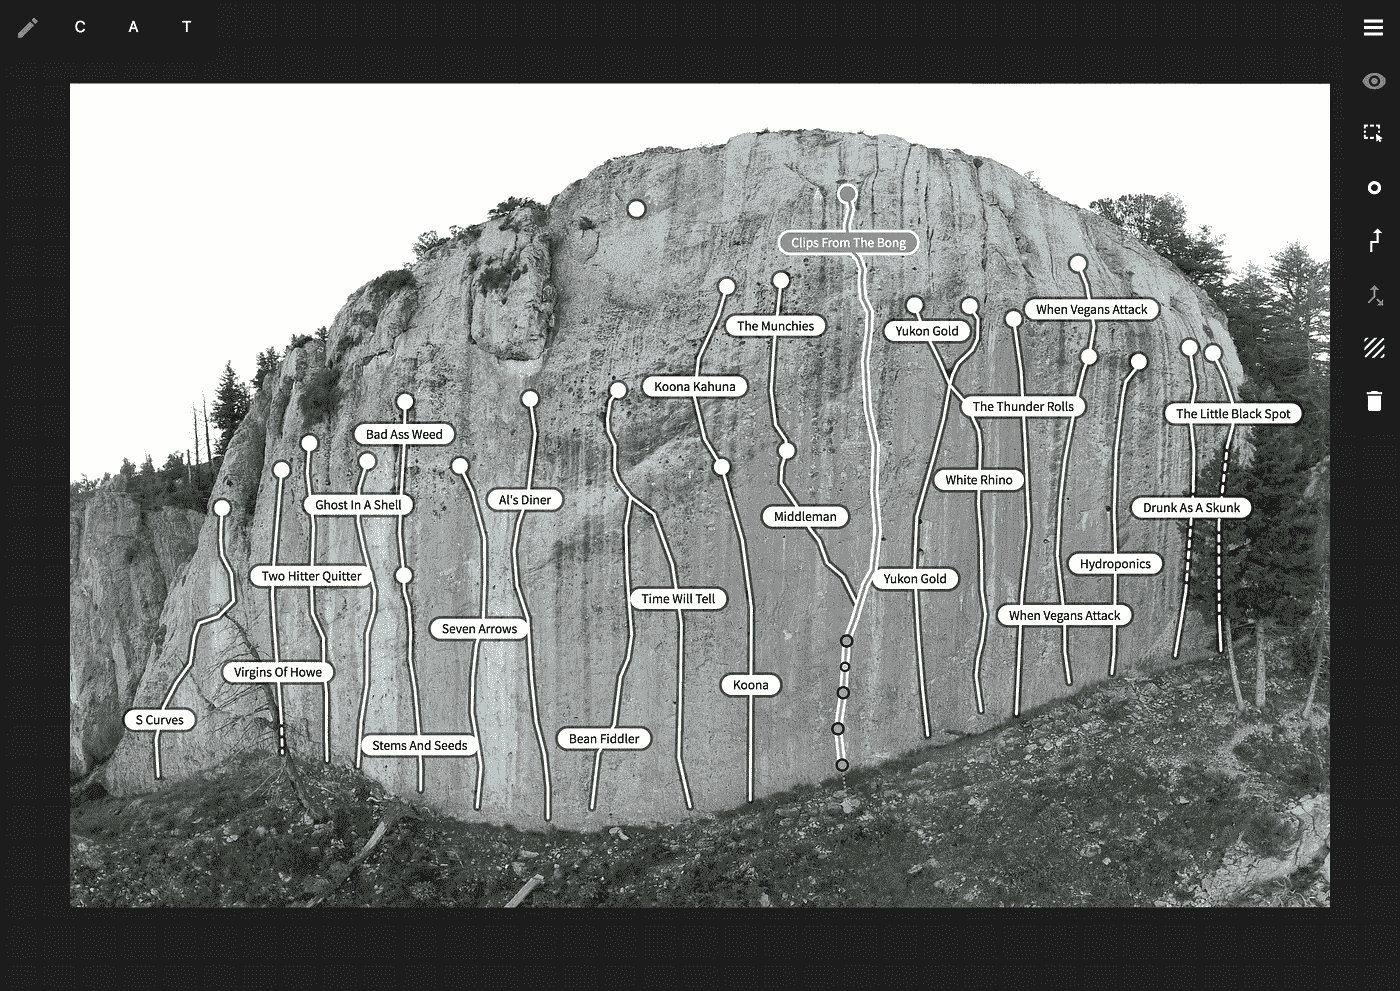 C A T
Clips From The Bong
When Vegans Attack
The Munchies
Yukon Gold
Koona Kahuna
The Thunder Rolls
The Little Black Spot
Bad Ass Weed
White Rhino
Al's Diner
Ghost In A Shell
Drunk As A Skunk
Middleman
Hydroponics
Two Hitter Quitter
Yukon Gold
Time Will Tell
When Vegans Attack
Seven Arrows
Virgins Of Howe
Koona
S Curves
Bean Fiddler
Stems And Seeds